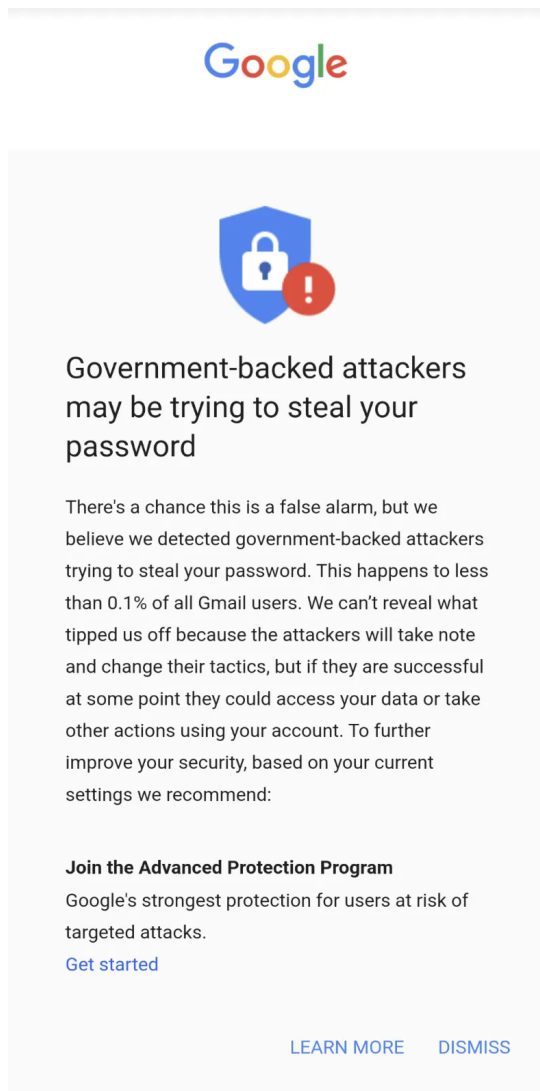 Google
Government-backed attackers
may be trying to steal your
password
There's a chance this is a false alarm, but we
believe we detected government-backed attackers
trying to steal your password. This happens to less
than 0.1% of all Gmail users. We can’t reveal what
tipped us off because the attackers will take note
and change their tactics, but if they are successful
at some point they could access your data or take
other actions using your account. To further
improve your security, based on your current
settings we recommend:
Join the Advanced Protection Program
Google's strongest protection for users at risk of
targeted attacks.
Get started
LEARN MORE DISMISS